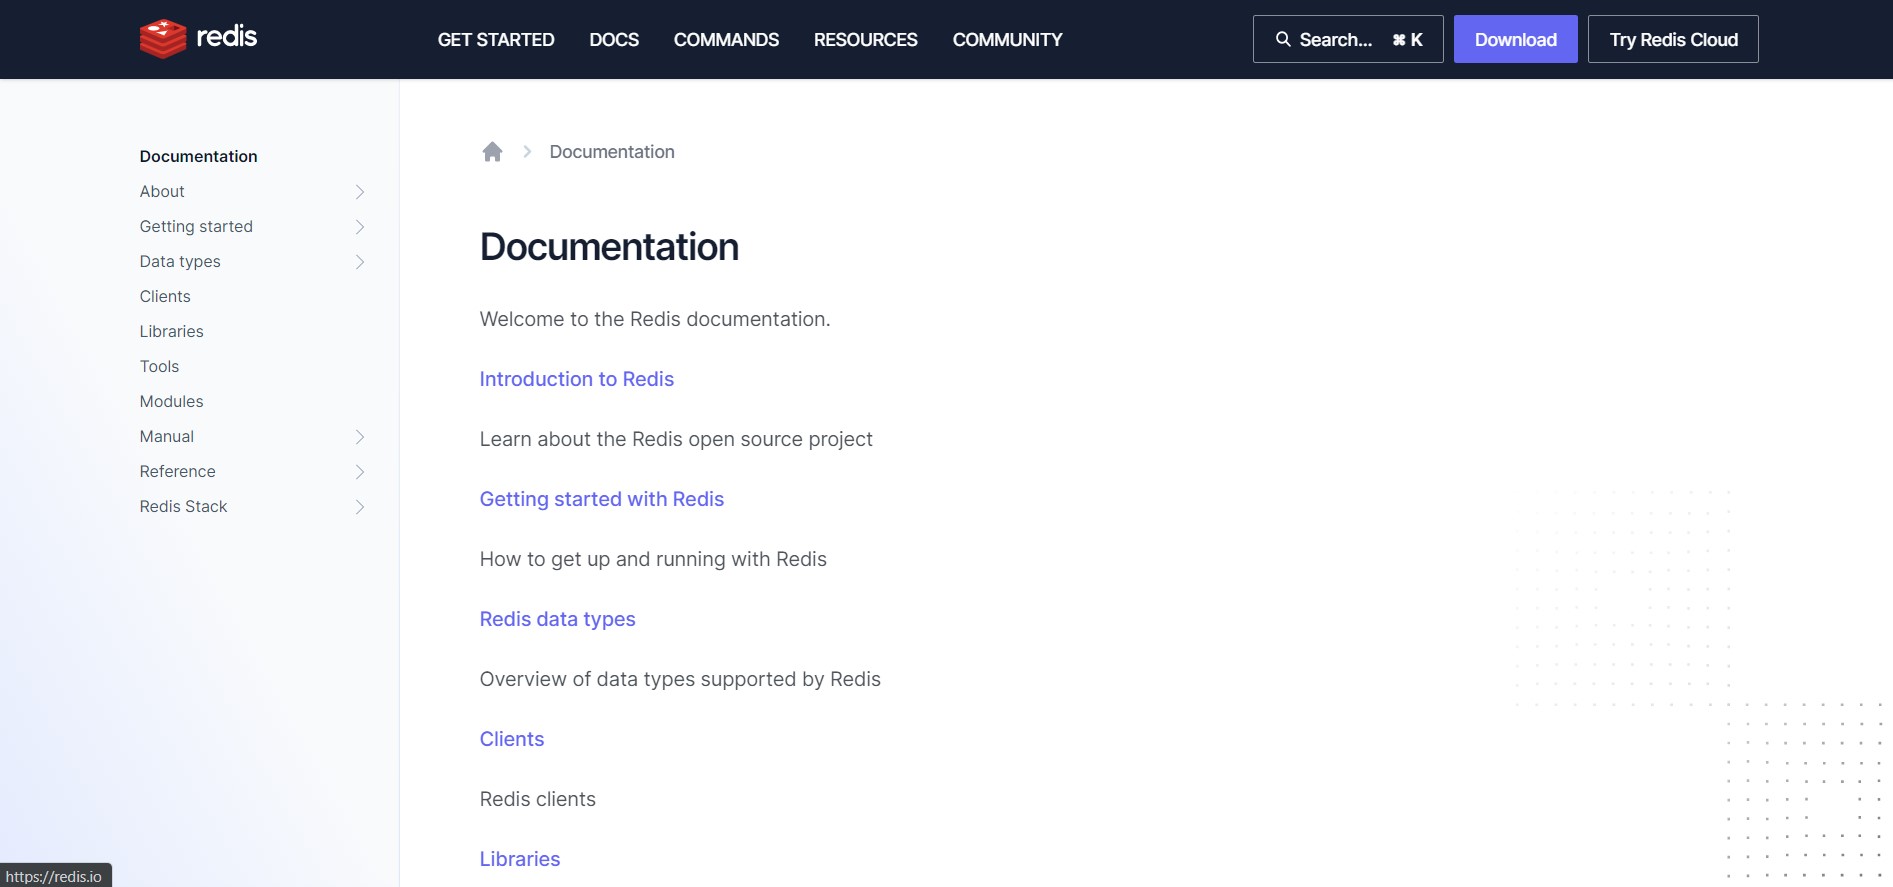 redis
GET STARTED
DOCS
COMMANDS
RESOURCES
COMMUNITY
Search... ⌘ K
Download
Try Redis Cloud
Documentation
About
Getting started
Data types
Clients
Libraries
Tools
Modules
Manual
Reference
Redis Stack
Documentation
Documentation
Welcome to the Redis documentation.
Introduction to Redis
Learn about the Redis open source project
Getting started with Redis
How to get up and running with Redis
Redis data types
Overview of data types supported by Redis
Clients
Redis clients
Libraries
https://redis.io